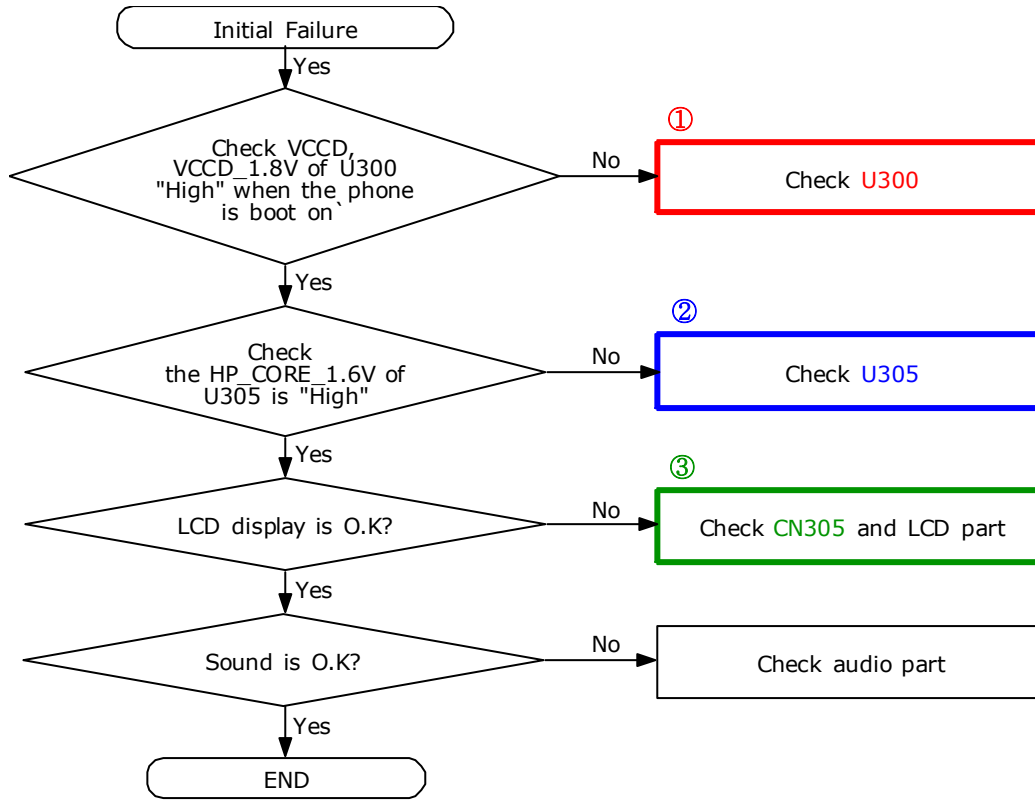 Initial Failure
Yes
Check VCCD,
VCCD_1.8V of U300
"High" when the phone
is boot on`
No
①
Check U300
Yes
Check
the HP_CORE_1.6V of
U305 is "High"
No
②
Check U305
Yes
LCD display is O.K?
No
③
Check CN305 and LCD part
Yes
Sound is O.K?
No
Check audio part
Yes
END